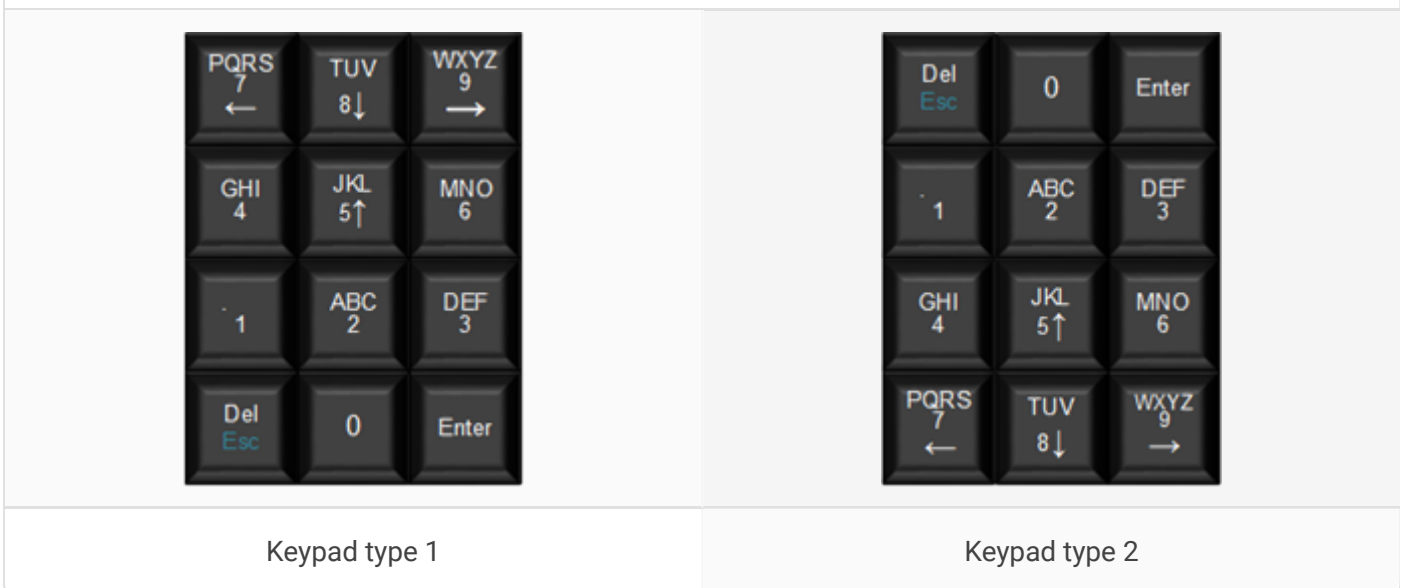 PQRS
7
←
TUV
8↓
WXYZ
9
→
GHI
4
JKL
5↑
MNO
6
.
1
ABC
2
DEF
3
Del
Esc
0
Enter
Keypad type 1
Del
Esc
0
Enter
.
1
ABC
2
DEF
3
GHI
4
JKL
5↑
MNO
6
PQRS
7
←
TUV
8↓
WXYZ
9
→
Keypad type 2